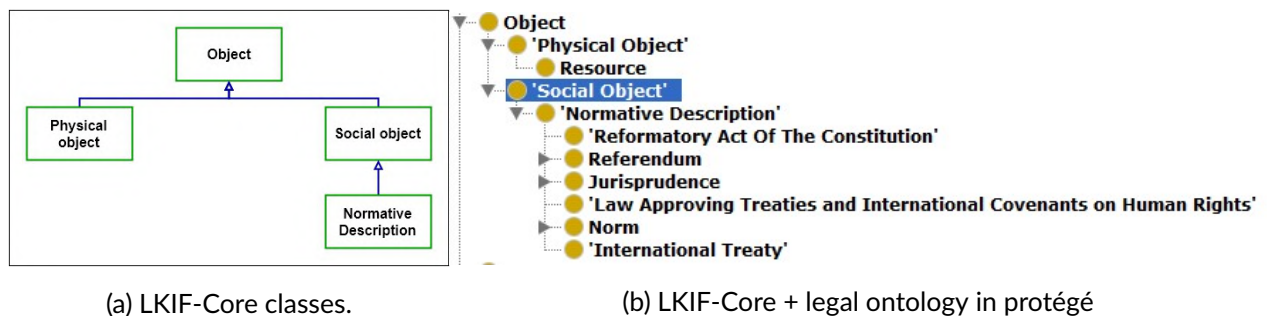 Object
Physical
object
Social object
Normative
Description
Object
'Physical Object'
Resource
'Social Object'
'Normative Description'
'Reformatory Act Of The Constitution'
Referendum
Jurisprudence
'Law Approving Treaties and International Covenants on Human Rights'
Norm
'International Treaty'
(a) LKIF-Core classes.
(b) LKIF-Core + legal ontology in protégé